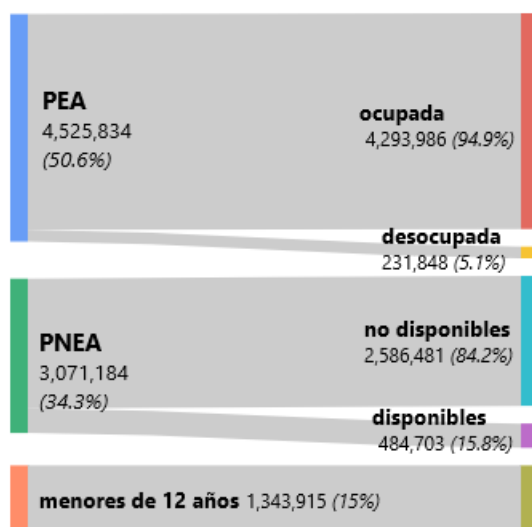 PEA
4,525,834
(50.6%)
ocupada
4,293,986 (94.9%)
desocupada
231,848 (5.1%)
PNEA
3,071,184
(34.3%)
no disponibles
2,586,481 (84.2%)
disponibles
484,703 (15.8%)
menores de 12 años 1,343,915 (15%)